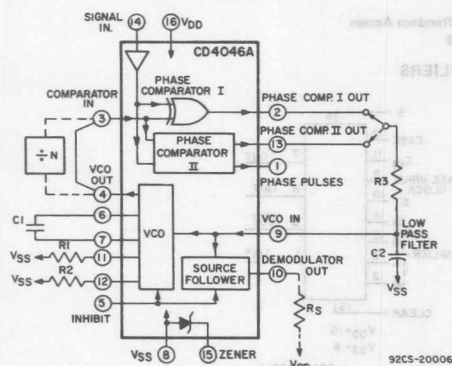 SIGNAL IN.
14
16 VDD
CD4046A
COMPARATOR IN
3
PHASE COMPARATOR I
PHASE COMP. I OUT
2
PHASE COMP. II OUT
13
PHASE COMPARATOR II
1
PHASE PULSES
÷ N
VCO OUT
4
6
C1
7
VSS R1 11
VSS R2 12
5
INHIBIT
VCO
VCO IN
9
DEMODULATOR OUT
10
SOURCE FOLLOWER
R3
LOW PASS FILTER
C2
VSS
RS
VSS 8
15 ZENER
92CS-20006